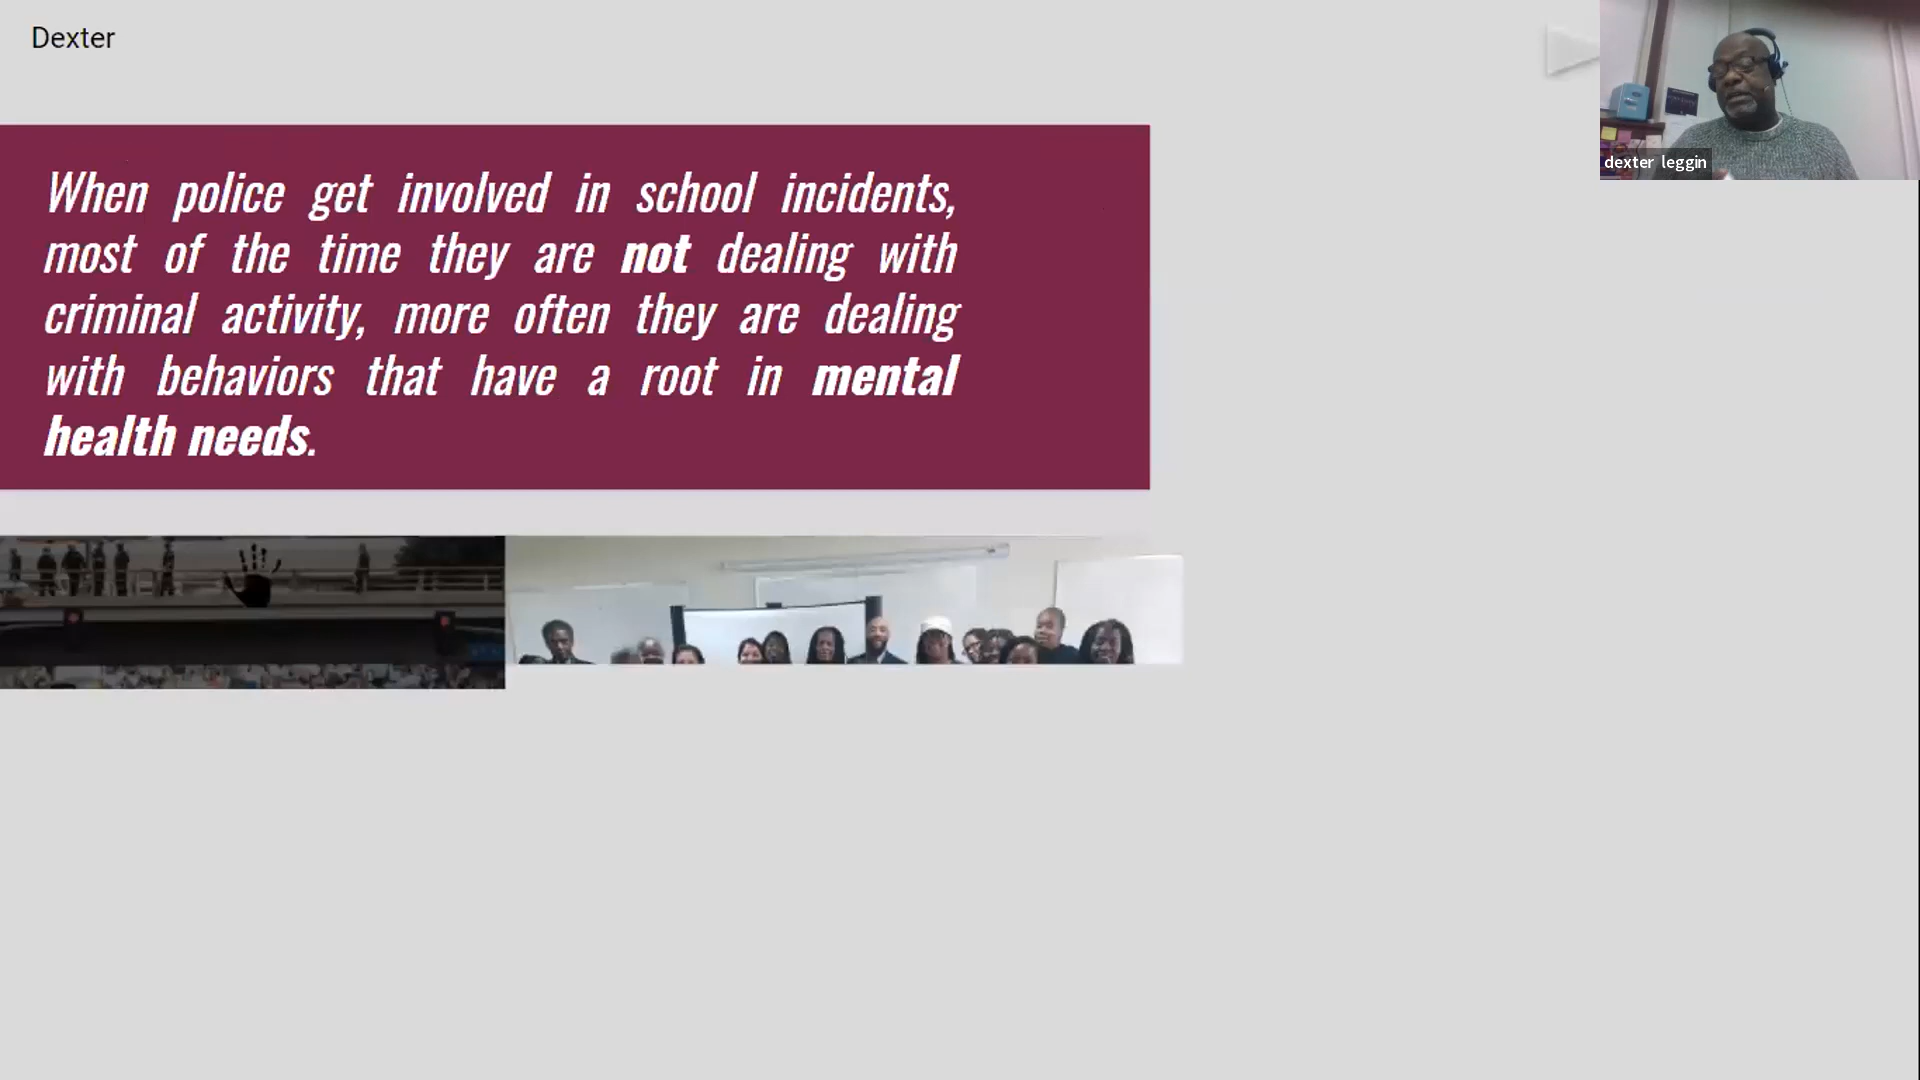 Dexter
When police get involved in school incidents,
most of the time they are not dealing with
criminal activity, more often they are dealing
with behaviors that have a root in mental
health needs.
dexter leggin